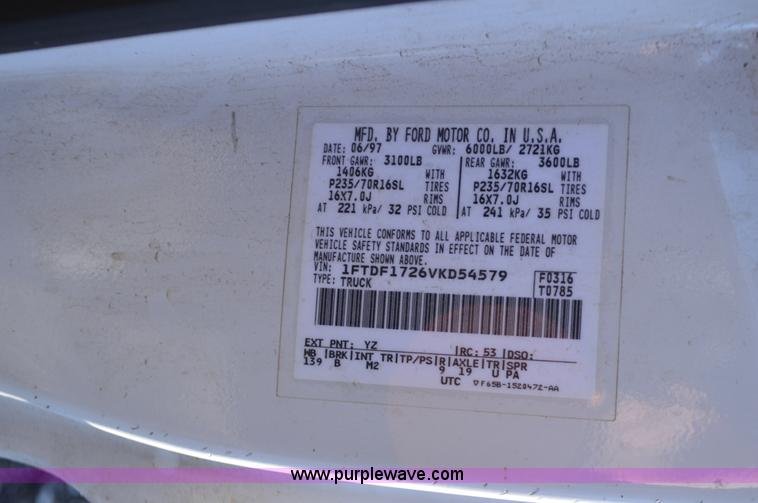 MFD. BY FORD MOTOR CO. IN U.S.A.
DATE: 06/97 GVWR: 6000LB/ 2721KG
FRONT GAWR: 3100LB REAR GAWR: 3600LB
1406KG WITH 1632KG WITH
P235/70R16SL TIRES P235/70R16SL TIRES
16X7.0J RIMS 16X7.0J RIMS
AT 221 kPa/ 32 PSI COLD AT 241 kPa/ 35 PSI COLD
THIS VEHICLE CONFORMS TO ALL APPLICABLE FEDERAL MOTOR
VEHICLE SAFETY STANDARDS IN EFFECT ON THE DATE OF
MANUFACTURE SHOWN ABOVE.
VIN: 1FTDF1726VKD54579 F0316
TYPE: TRUCK T0785
EXT PNT: YZ RC: 53 DSO:
WB BRK INT TR TP/PS R AXLE TR SPR
139 B M2 9 19 U PA
UTC ▽F65B-1520472-AA
www.purplewave.com